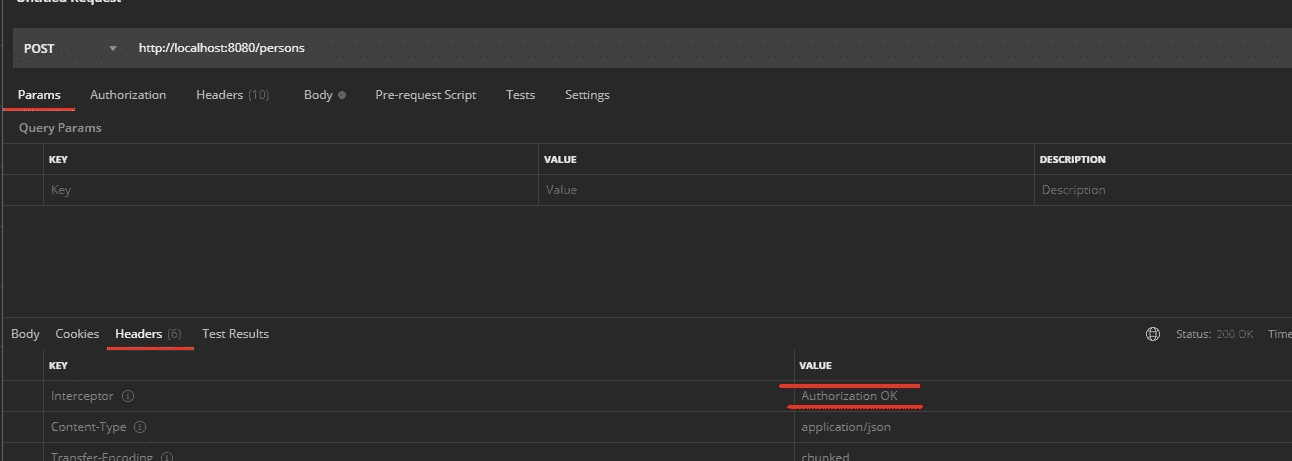 Untitled Request
POST http://localhost:8080/persons
Params Authorization Headers (10) Body Pre-request Script Tests Settings
Query Params
KEY VALUE DESCRIPTION
Key Value Description
Body Cookies Headers (6) Test Results Status: 200 OK Time
KEY VALUE
Interceptor Authorization OK
Content-Type application/json
Transfer-Encoding chunked